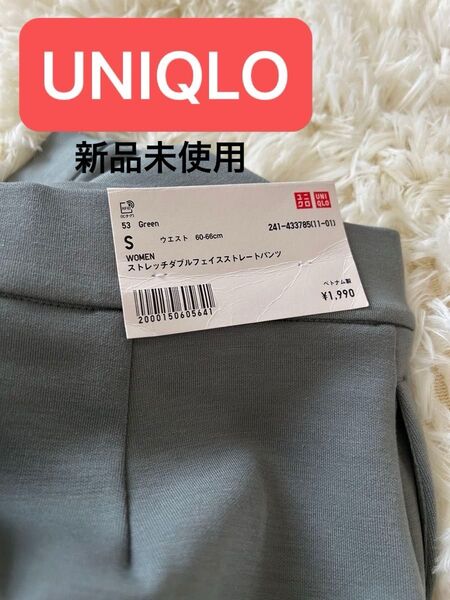 UNIQLO
新品未使用
53 Green
S ウエスト 60-66cm
WOMEN
ストレッチダブルフェイスストレートパンツ
ユニクロ
UNIQLO
241-433785(11-01)
ベトナム製
¥1,990
2000150605641